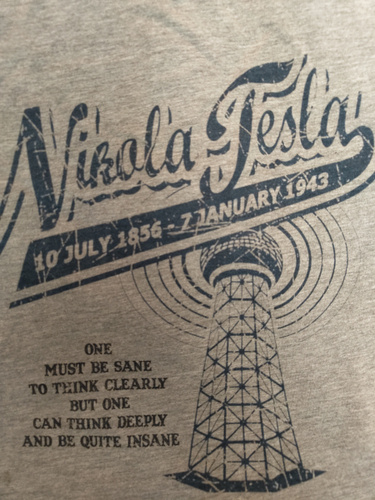 Nikola Tesla
10 JULY 1856 - 7 JANUARY 1943
ONE
MUST BE SANE
TO THINK CLEARLY
BUT ONE
CAN THINK DEEPLY
AND BE QUITE INSANE